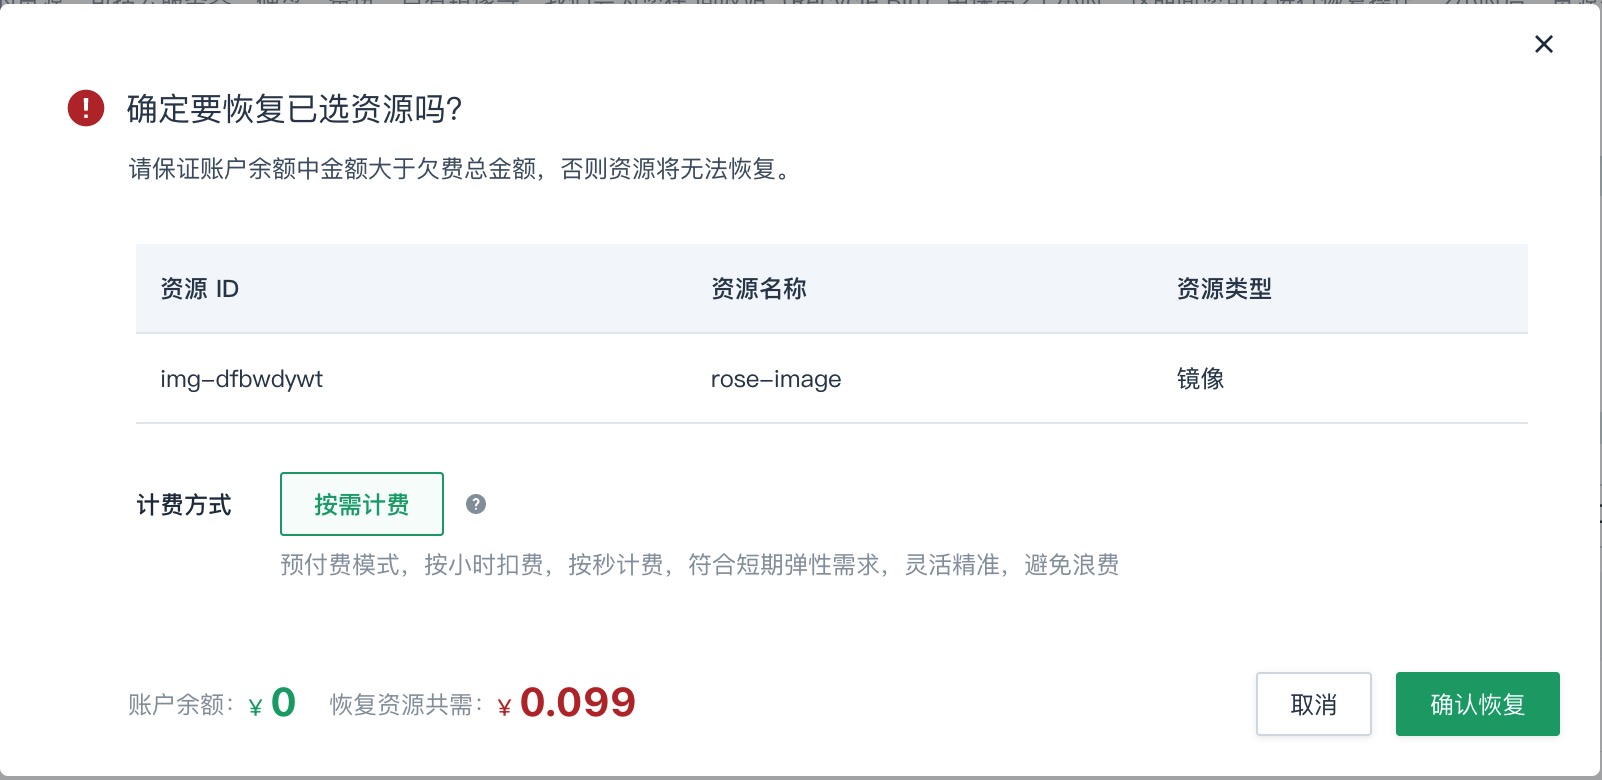 确定要恢复已选资源吗?
请保证账户余额中金额大于欠费总金额，否则资源将无法恢复。
资源 ID 资源名称 资源类型
img-dfbwdywt rose-image 镜像
计费方式 按需计费 ?
预付费模式，按小时扣费，按秒计费，符合短期弹性需求，灵活精准，避免浪费
账户余额：¥ 0 恢复资源共需：¥ 0.099 取消 确认恢复